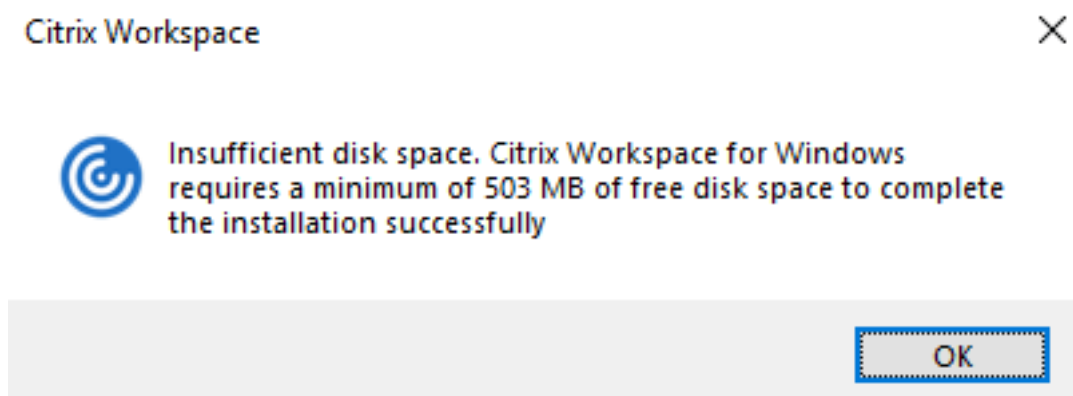 Citrix Workspace
Insufficient disk space. Citrix Workspace for Windows
requires a minimum of 503 MB of free disk space to complete
the installation successfully
OK